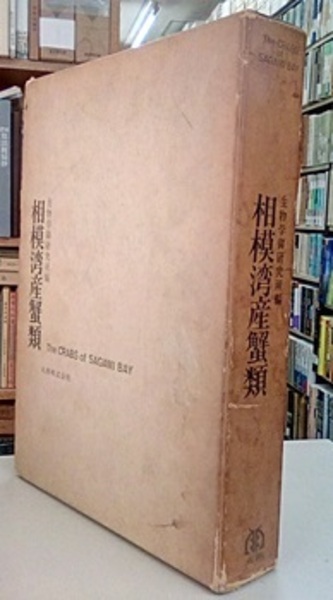 生物学御研究所編
相模湾産蟹類
The CRABS of SAGAMI BAY
丸善株式会社
The CRABS
of
SAGAMI BAY
生物学御研究所編
相模湾産蟹類
丸善